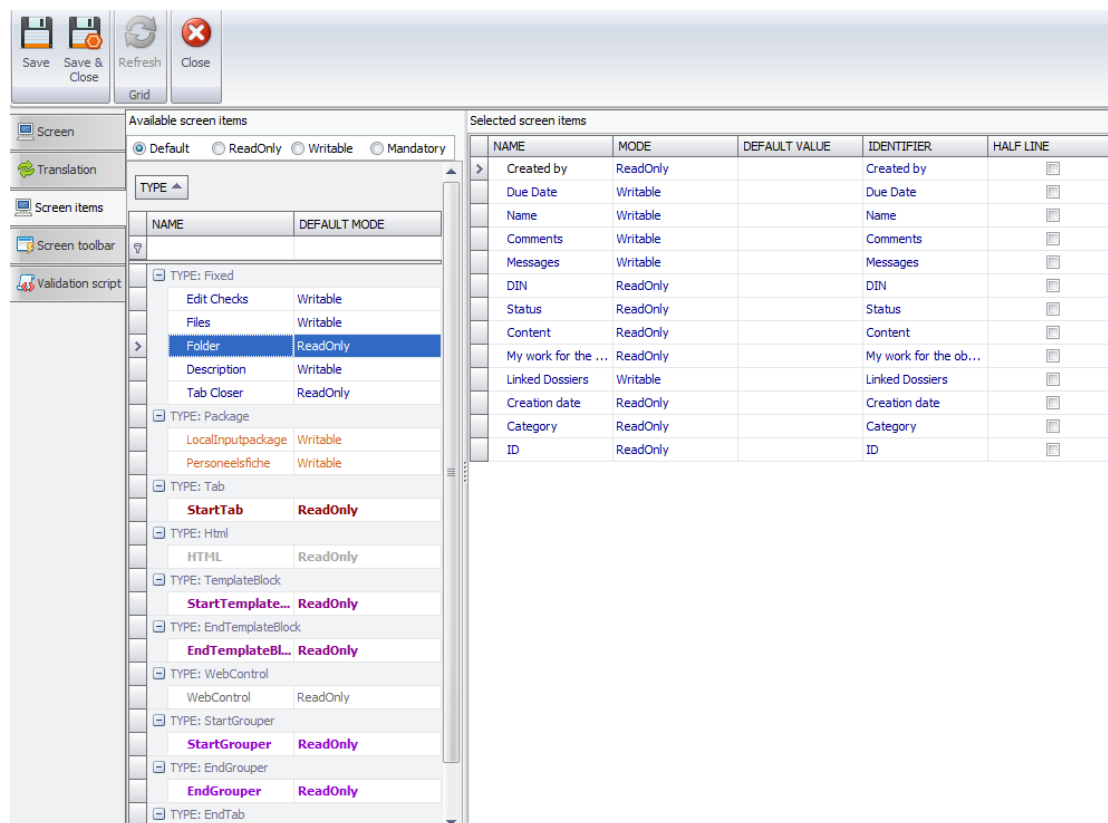 Save Save & Close Refresh Close
Grid
Screen
Translation
Screen items
Screen toolbar
Validation script
Available screen items
Default ReadOnly Writable Mandatory
TYPE
NAME DEFAULT MODE
TYPE: Fixed
Edit Checks Writable
Files Writable
Folder ReadOnly
Description Writable
Tab Closer ReadOnly
TYPE: Package
LocalInputpackage Writable
Personeelsfiche Writable
TYPE: Tab
StartTab ReadOnly
TYPE: Html
HTML ReadOnly
TYPE: TemplateBlock
StartTemplate... ReadOnly
TYPE: EndTemplateBlock
EndTemplateBl... ReadOnly
TYPE: WebControl
WebControl ReadOnly
TYPE: StartGrouper
StartGrouper ReadOnly
TYPE: EndGrouper
EndGrouper ReadOnly
TYPE: EndTab
Selected screen items
NAME MODE DEFAULT VALUE IDENTIFIER HALF LINE
Created by ReadOnly Created by
Due Date Writable Due Date
Name Writable Name
Comments Writable Comments
Messages Writable Messages
DIN ReadOnly DIN
Status ReadOnly Status
Content ReadOnly Content
My work for the ... ReadOnly My work for the ob...
Linked Dossiers Writable Linked Dossiers
Creation date ReadOnly Creation date
Category ReadOnly Category
ID ReadOnly ID